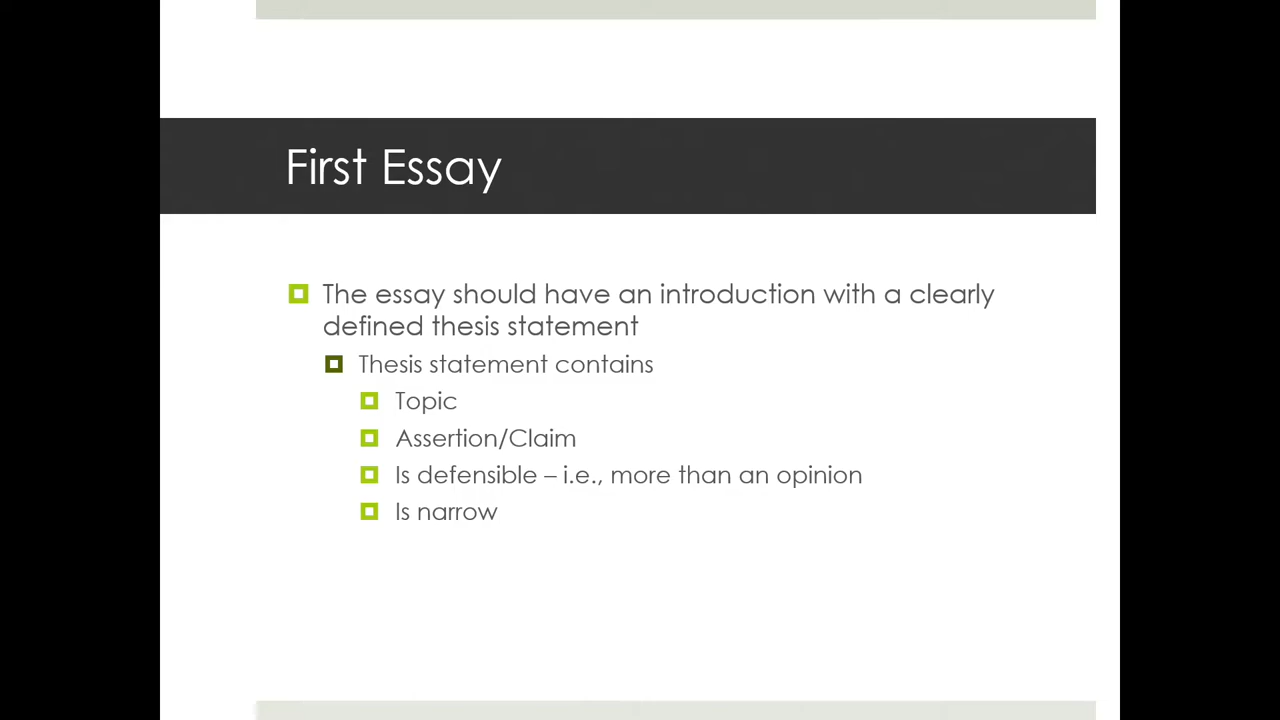 First Essay
The essay should have an introduction with a clearly
defined thesis statement
Thesis statement contains
Topic
Assertion/Claim
Is defensible – i.e., more than an opinion
Is narrow